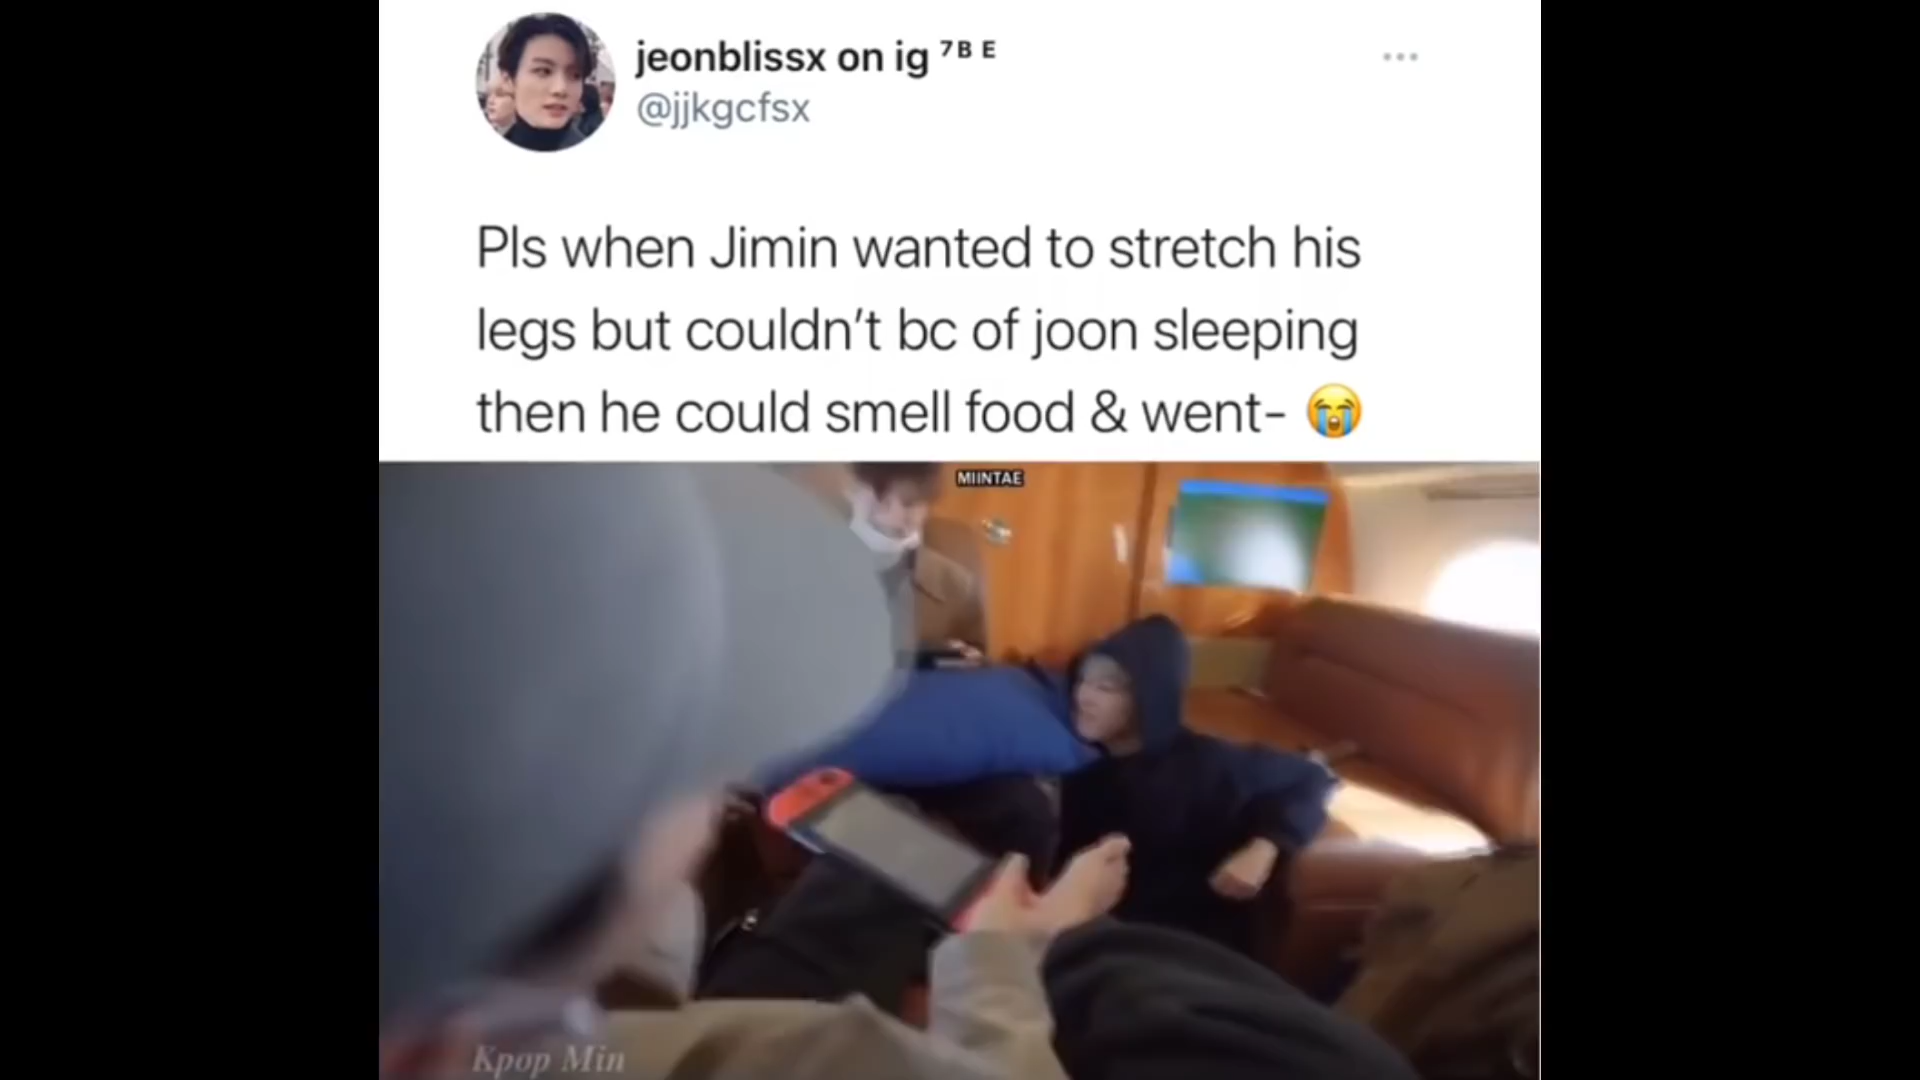 jeonblissx on ig ⁷ᴮ ᴱ
@jjkgcfsx
Pls when Jimin wanted to stretch his
legs but couldn’t bc of joon sleeping
then he could smell food & went- 😭
MIINTAE
Kpop Min